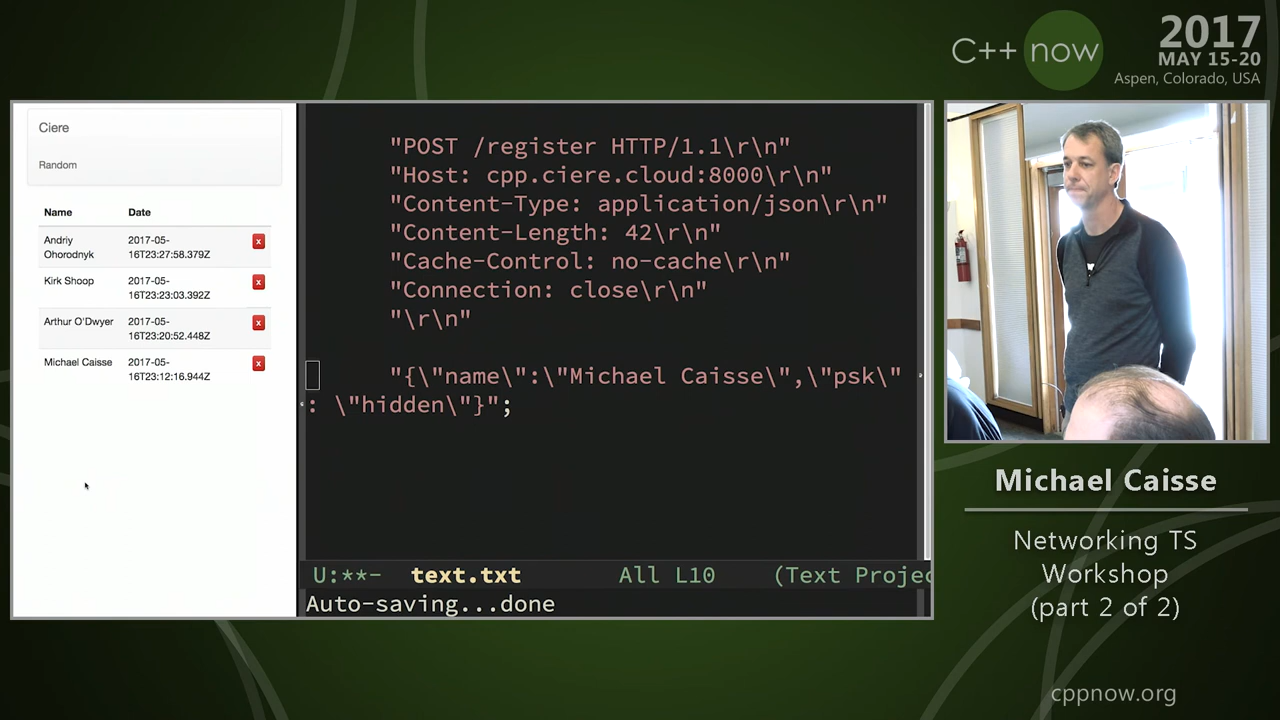 C++ now
2017
MAY 15-20
Aspen, Colorado, USA
Ciere
Random
Name Date
Andriy Ohorodnyk 2017-05-16T23:27:58.379Z x
Kirk Shoop 2017-05-16T23:23:03.392Z x
Arthur O'Dwyer 2017-05-16T23:20:52.448Z x
Michael Caisse 2017-05-16T23:12:16.944Z x
"POST /register HTTP/1.1\r\n"
"Host: cpp.ciere.cloud:8000\r\n"
"Content-Type: application/json\r\n"
"Content-Length: 42\r\n"
"Cache-Control: no-cache\r\n"
"Connection: close\r\n"
"\r\n"
"{\"name\":\"Michael Caisse\",\"psk\"
: \"hidden\"}";
U:**- text.txt All L10 (Text Projec
Auto-saving...done
Michael Caisse
Networking TS
Workshop
(part 2 of 2)
cppnow.org